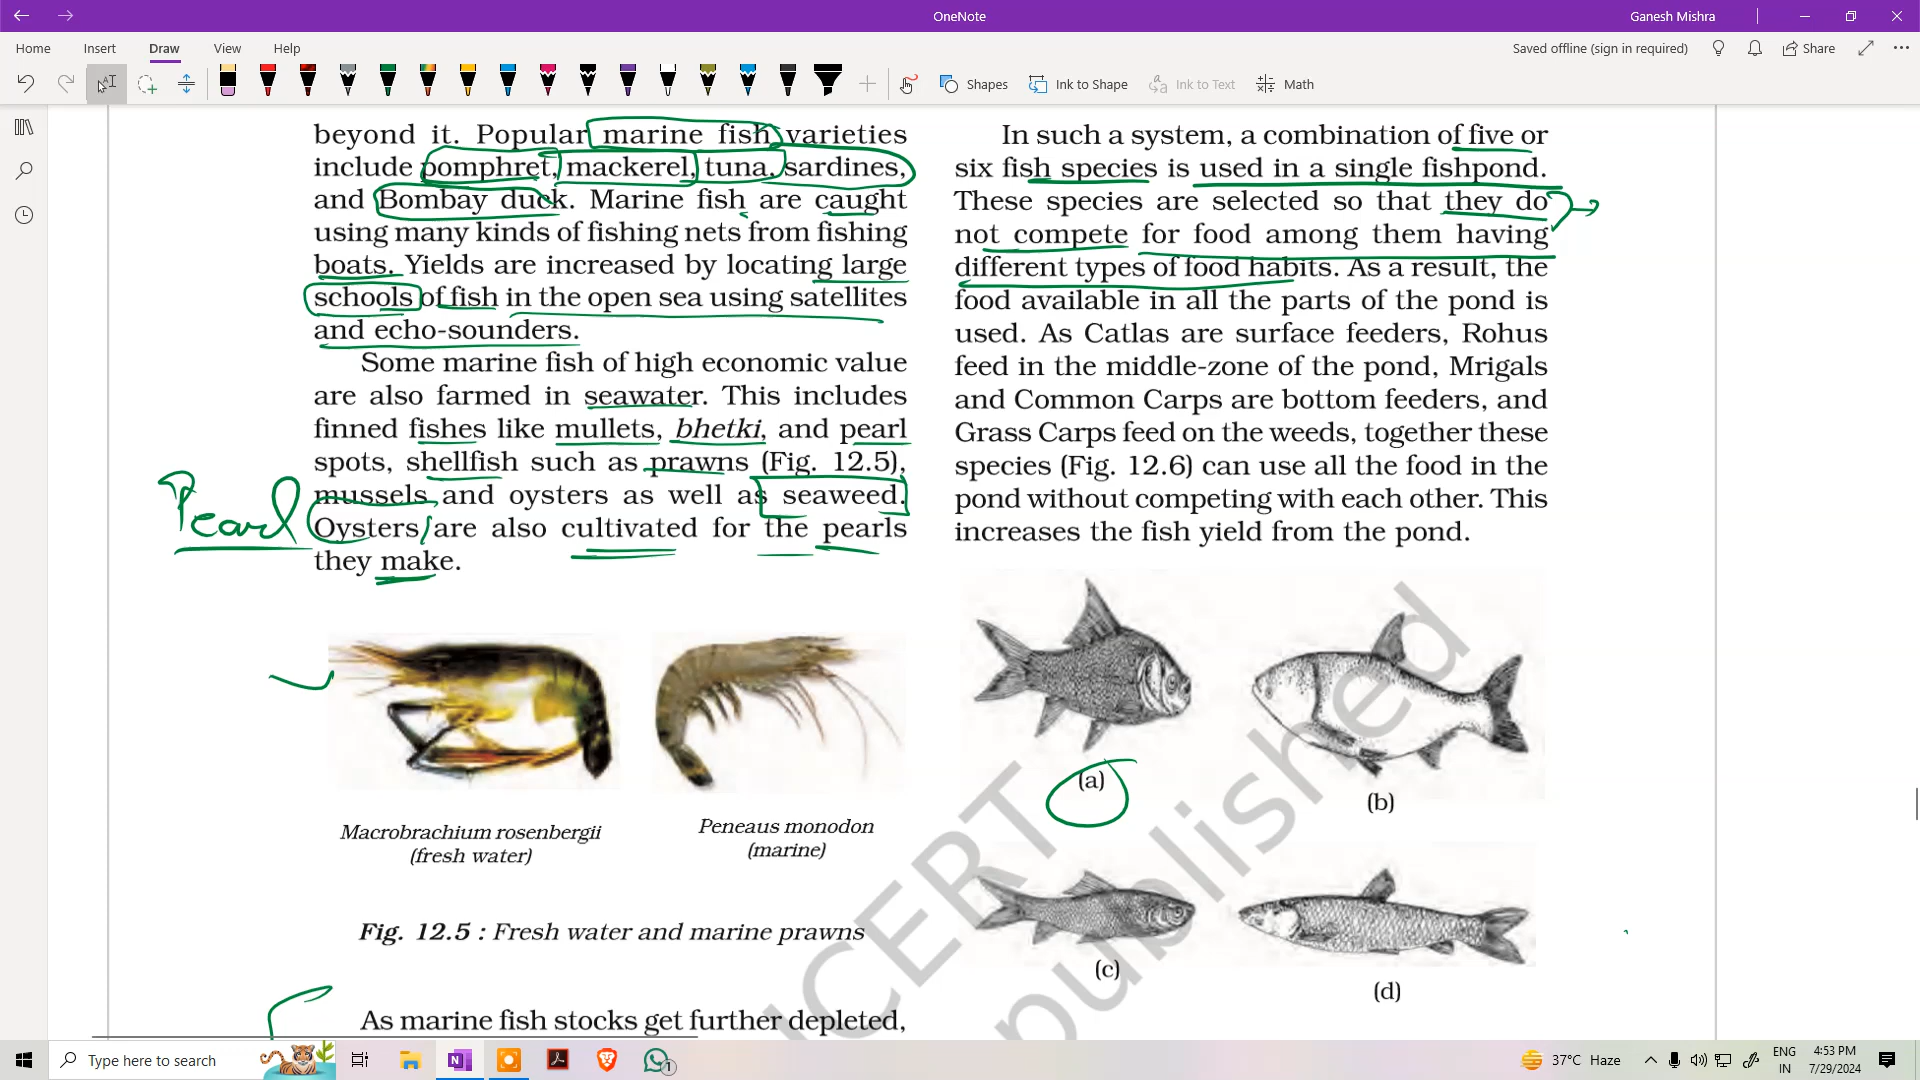 OneNote
Ganesh Mishra
Home Insert Draw View Help
Saved offline (sign in required)
Share
Shapes
Ink to Shape
Ink to Text
Math
beyond it. Popular marine fish varieties
include pomphret, mackerel, tuna, sardines,
and Bombay duck. Marine fish are caught
using many kinds of fishing nets from fishing
boats. Yields are increased by locating large
schools of fish in the open sea using satellites
and echo-sounders.
Some marine fish of high economic value
are also farmed in seawater. This includes
finned fishes like mullets, bhetki, and pearl
spots, shellfish such as prawns (Fig. 12.5),
mussels and oysters as well as seaweed.
Oysters are also cultivated for the pearls
they make.
Pearl
Macrobrachium rosenbergii
(fresh water)
Peneaus monodon
(marine)
Fig. 12.5 : Fresh water and marine prawns
As marine fish stocks get further depleted,
In such a system, a combination of five or
six fish species is used in a single fishpond.
These species are selected so that they do
not compete for food among them having
different types of food habits. As a result, the
food available in all the parts of the pond is
used. As Catlas are surface feeders, Rohus
feed in the middle-zone of the pond, Mrigals
and Common Carps are bottom feeders, and
Grass Carps feed on the weeds, together these
species (Fig. 12.6) can use all the food in the
pond without competing with each other. This
increases the fish yield from the pond.
(a)
(b)
(c)
(d)
published
Type here to search
1
37°C Haze
ENG
IN
4:53 PM
7/29/2024